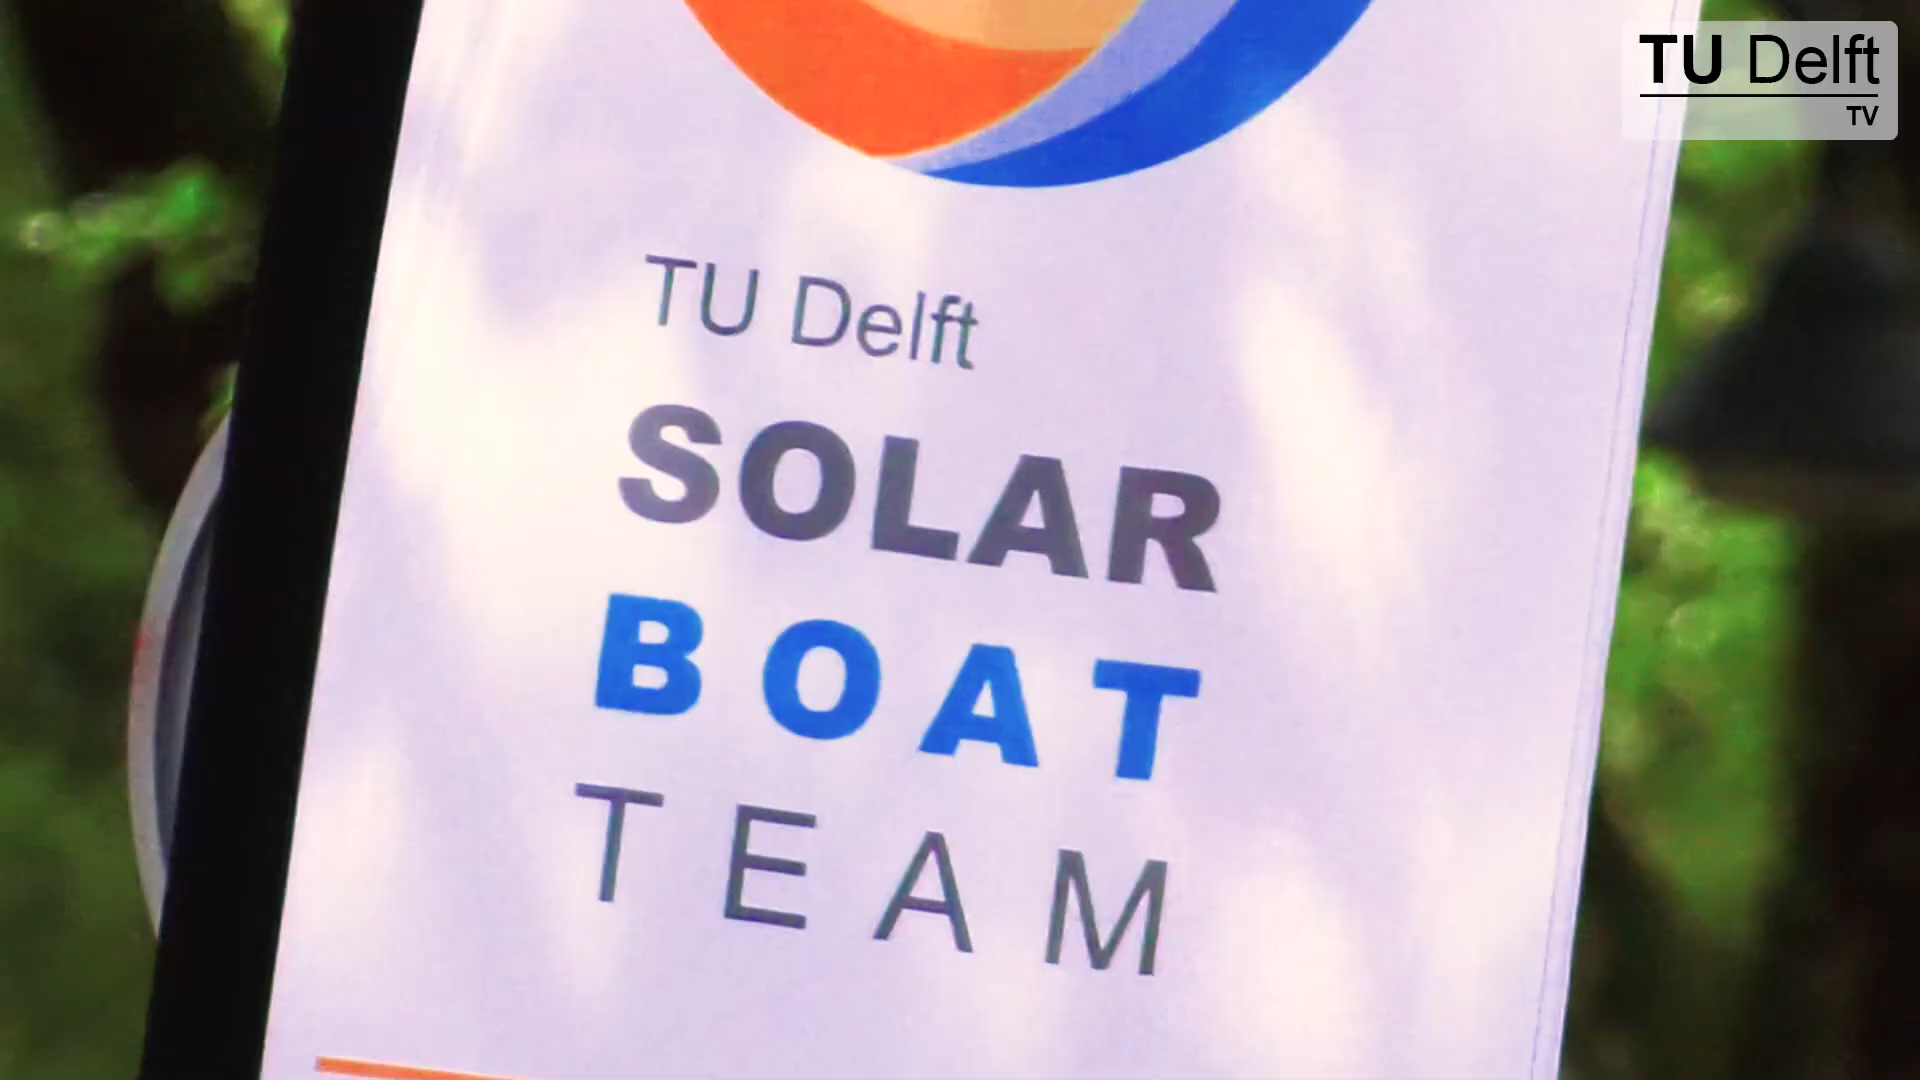 TU Delft
TV
TU Delft
SOLAR
BOAT
TEAM